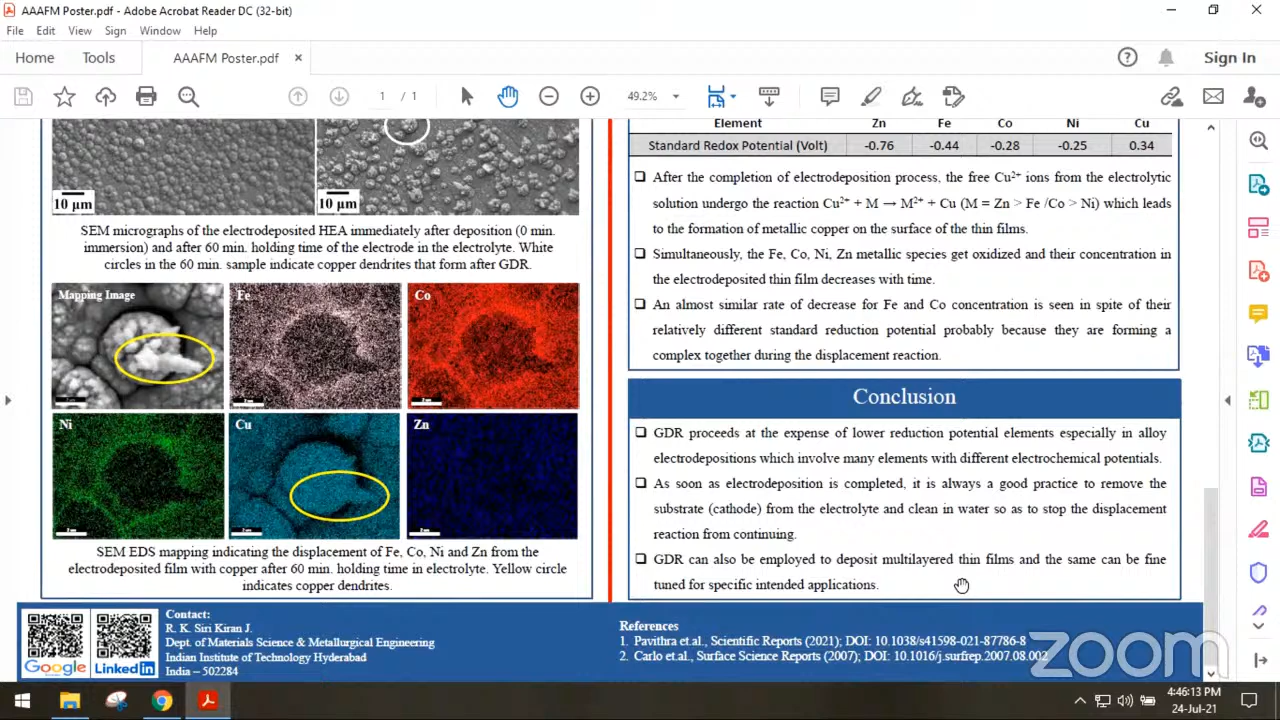 AAAFM Poster.pdf - Adobe Acrobat Reader DC (32-bit)
File Edit View Sign Window Help
Home Tools AAAFM Poster.pdf × Sign In
1 / 1 49.2%
10 µm 10 µm
SEM micrographs of the electrodeposited HEA immediately after deposition (0 min.
immersion) and after 60 min. holding time of the electrode in the electrolyte. White
circles in the 60 min. sample indicate copper dendrites that form after GDR.
Mapping Image Fe Co
Ni Cu Zn
SEM EDS mapping indicating the displacement of Fe, Co, Ni and Zn from the
electrodeposited film with copper after 60 min. holding time in electrolyte. Yellow circle
indicates copper dendrites.
Element Zn Fe Co Ni Cu
Standard Redox Potential (Volt) -0.76 -0.44 -0.28 -0.25 0.34
❑ After the completion of electrodeposition process, the free Cu²⁺ ions from the electrolytic
solution undergo the reaction Cu²⁺ + M → M²⁺ + Cu (M = Zn > Fe /Co > Ni) which leads
to the formation of metallic copper on the surface of the thin films.
❑ Simultaneously, the Fe, Co, Ni, Zn metallic species get oxidized and their concentration in
the electrodeposited thin film decreases with time.
❑ An almost similar rate of decrease for Fe and Co concentration is seen in spite of their
relatively different standard reduction potential probably because they are forming a
complex together during the displacement reaction.
Conclusion
❑ GDR proceeds at the expense of lower reduction potential elements especially in alloy
electrodepositions which involve many elements with different electrochemical potentials.
❑ As soon as electrodeposition is completed, it is always a good practice to remove the
substrate (cathode) from the electrolyte and clean in water so as to stop the displacement
reaction from continuing.
❑ GDR can also be employed to deposit multilayered thin films and the same can be fine
tuned for specific intended applications.
Google LinkedIn
Contact:
R. K. Siri Kiran J.
Dept. of Materials Science & Metallurgical Engineering
Indian Institute of Technology Hyderabad
India – 502284
References
1. Pavithra et al., Scientific Reports (2021); DOI: 10.1038/s41598-021-87786-8
2. Carlo et al., Surface Science Reports (2007); DOI: 10.1016/j.surfrep.2007.08.002
zoom
4:46:13 PM
24-Jul-21